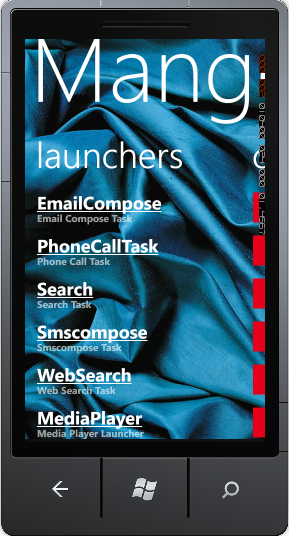 Mang
launchers
EmailCompose
Email Compose Task
PhoneCallTask
Phone Call Task
Search
Search Task
Smscompose
Smscompose Task
WebSearch
Web Search Task
MediaPlayer
Media Player Launcher